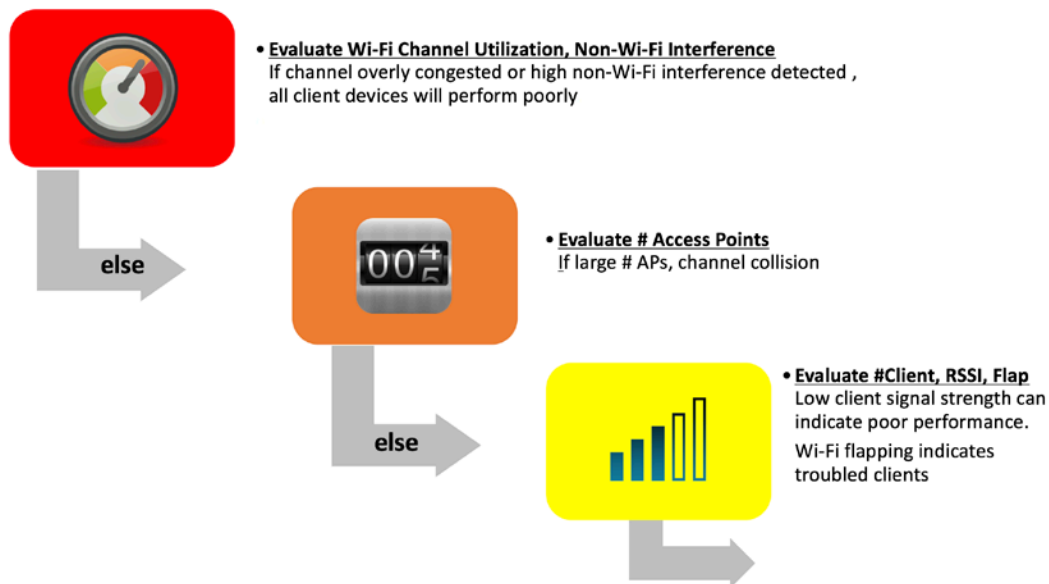 • Evaluate Wi-Fi Channel Utilization, Non-Wi-Fi Interference
If channel overly congested or high non-Wi-Fi interference detected ,
all client devices will perform poorly
else
004
5
• Evaluate # Access Points
If large # APs, channel collision
else
• Evaluate #Client, RSSI, Flap
Low client signal strength can
indicate poor performance.
Wi-Fi flapping indicates
troubled clients